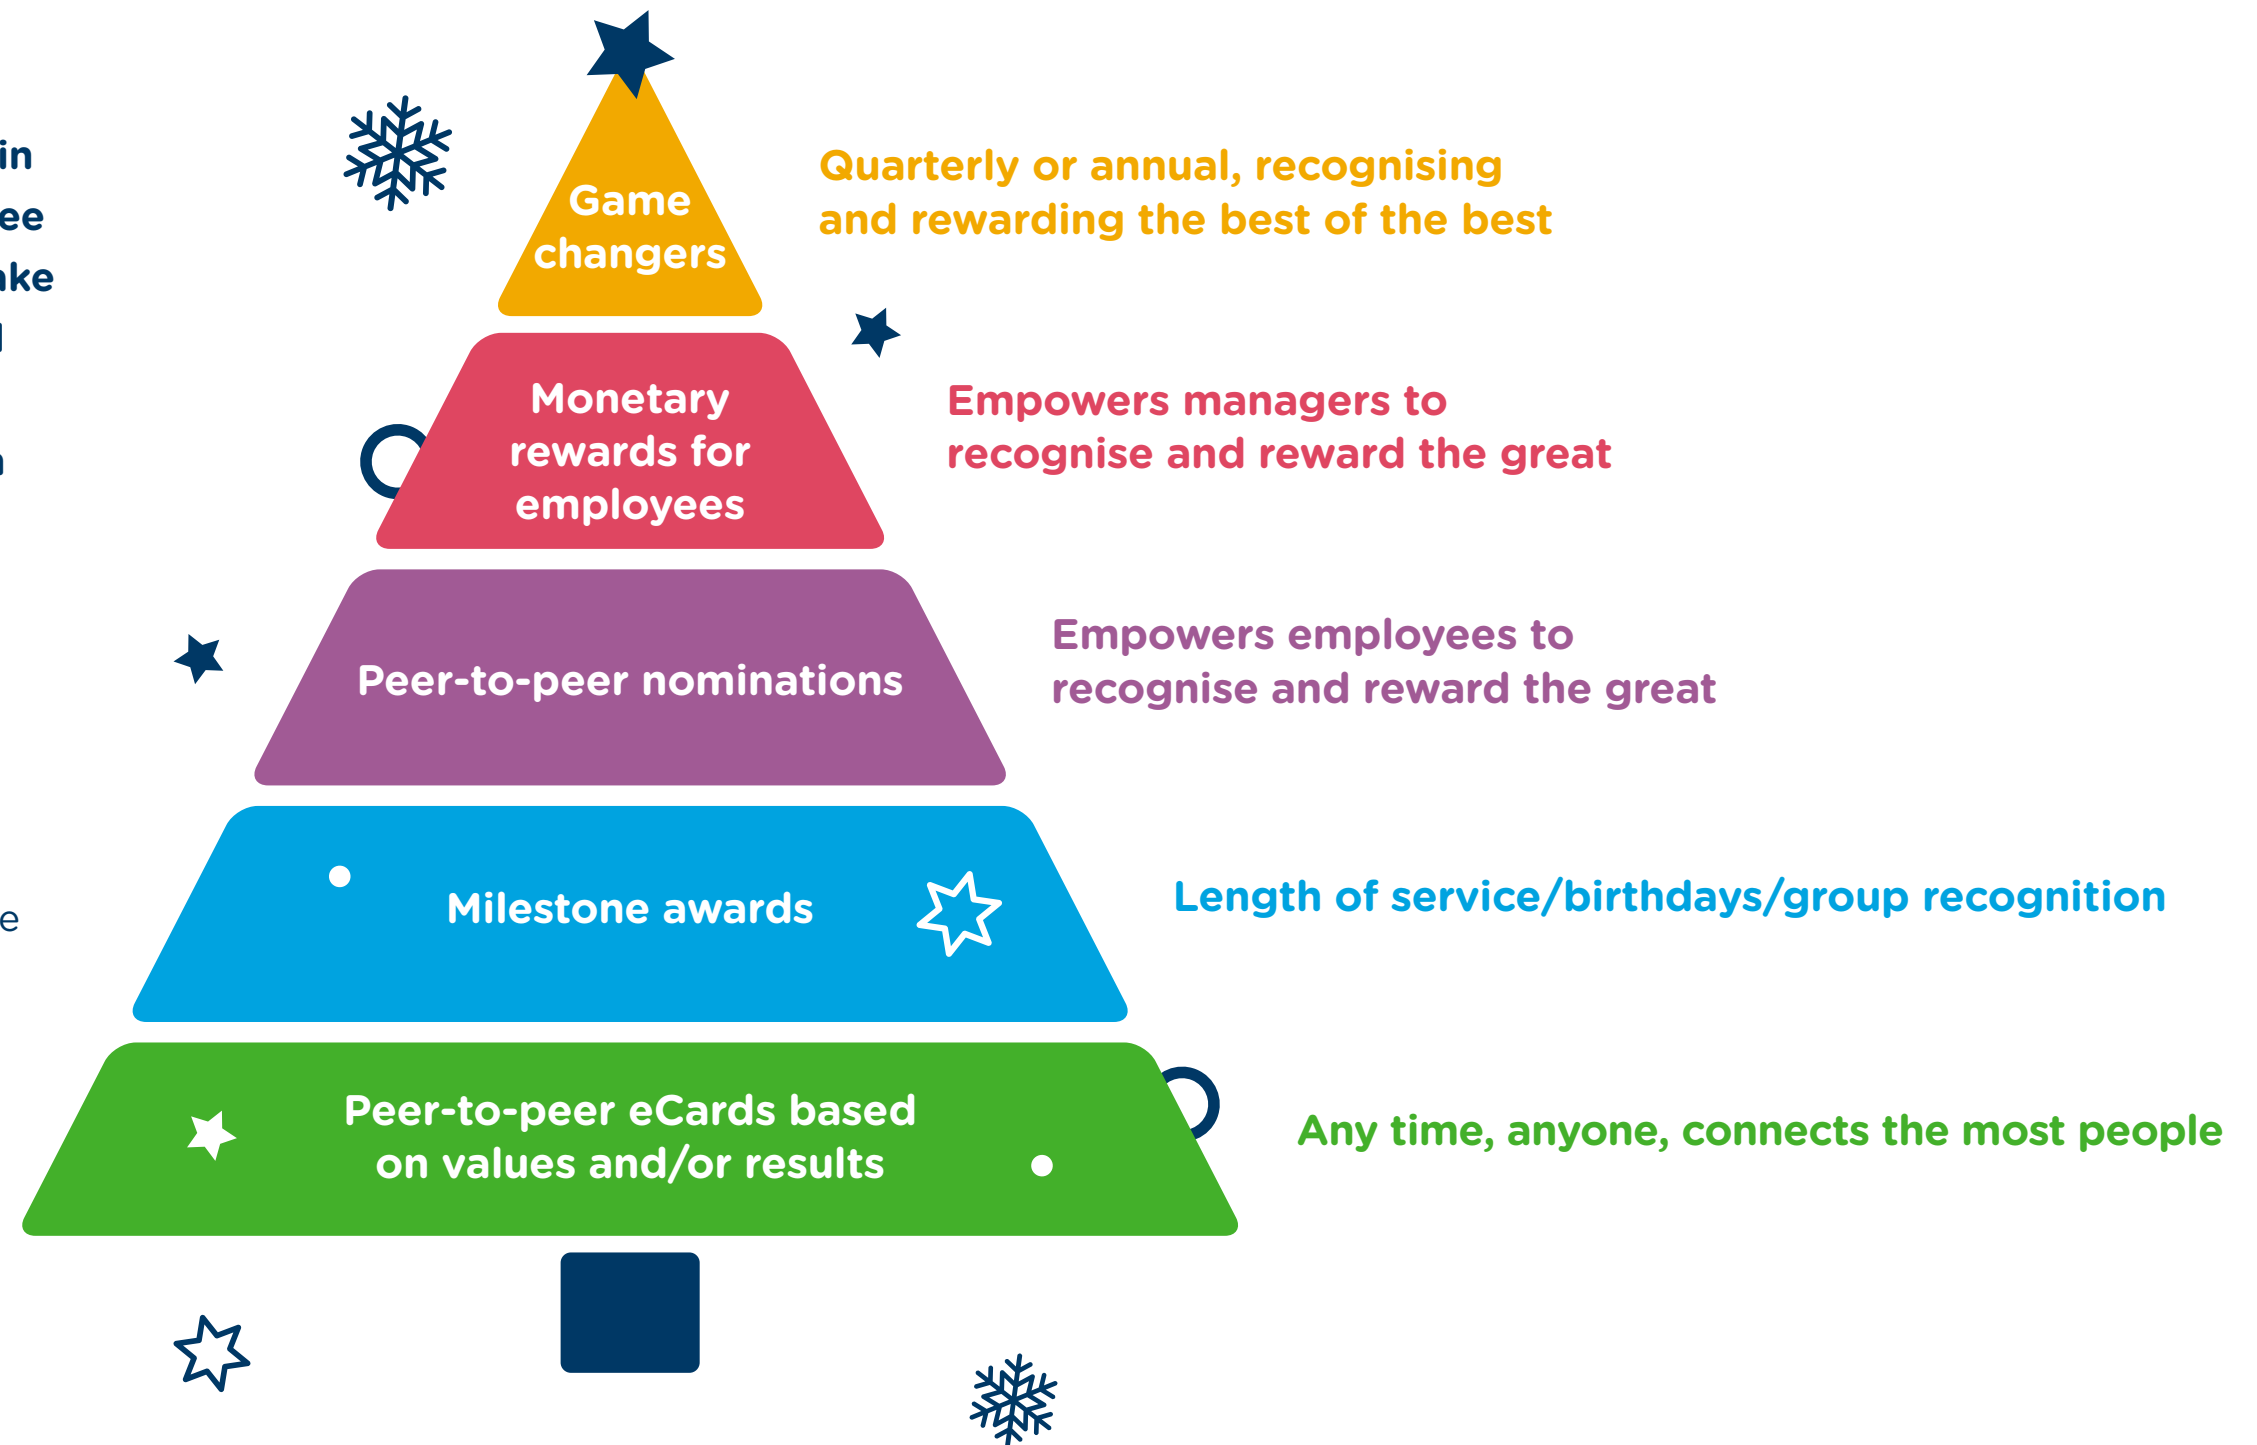 in
ee
ake
Game
changers
Quarterly or annual, recognising
and rewarding the best of the best
Monetary
rewards for
employees
Empowers managers to
recognise and reward the great
Peer-to-peer nominations
Empowers employees to
recognise and reward the great
Milestone awards
Length of service/birthdays/group recognition
e
Peer-to-peer eCards based
on values and/or results
Any time, anyone, connects the most people